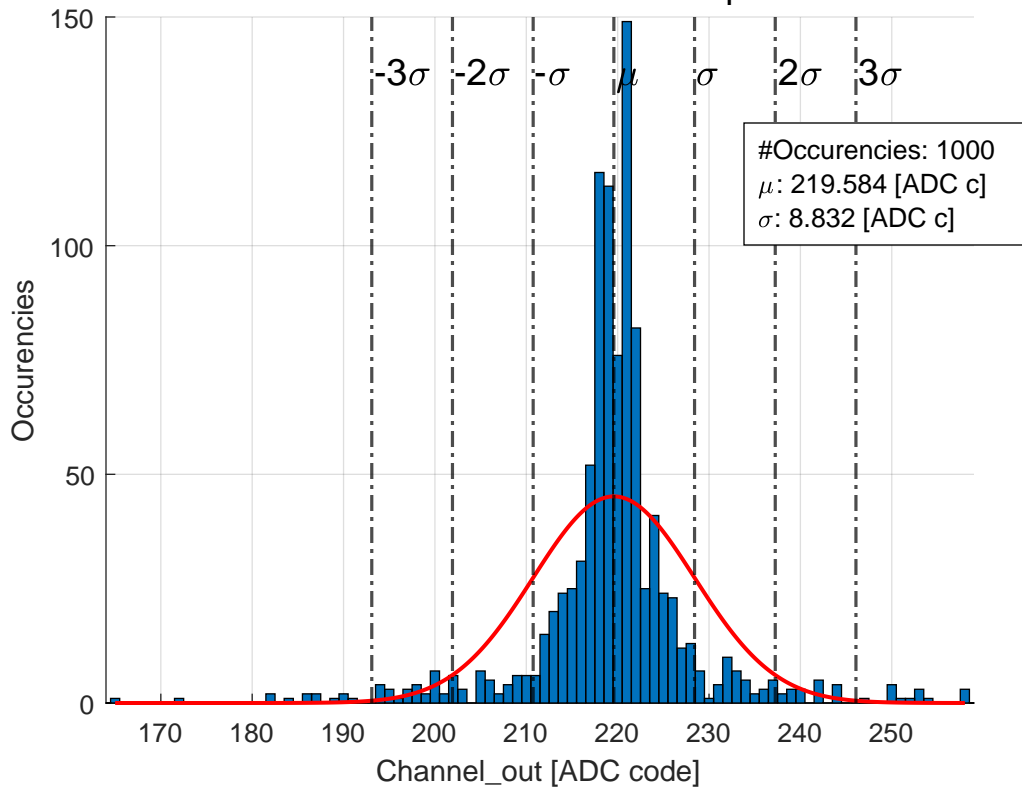 150
100
50
0
-3σ
-2σ
-σ
μ
σ
2σ
3σ
#Occurencies: 1000
μ: 219.584 [ADC c]
σ: 8.832 [ADC c]
Occurencies
170 180 190 200 210 220 230 240 250
Channel_out [ADC code]